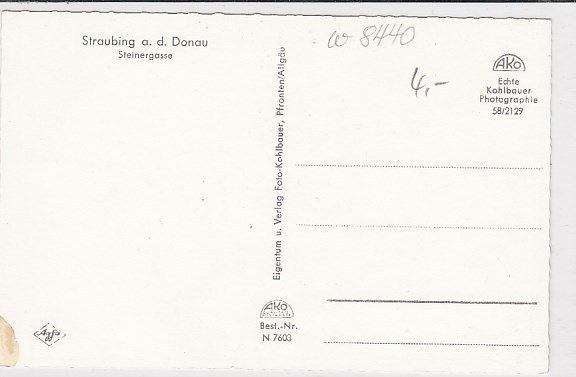 Straubing a. d. Donau
Steinergasse
Eigentum u. Verlag Foto-Kohlbauer, Pfronten/Allgäu
W 8440
4,-
AKO
Echte
Kohlbauer
Photographie
58/2129
AKO
Best.-Nr.
N 7603
Agfa